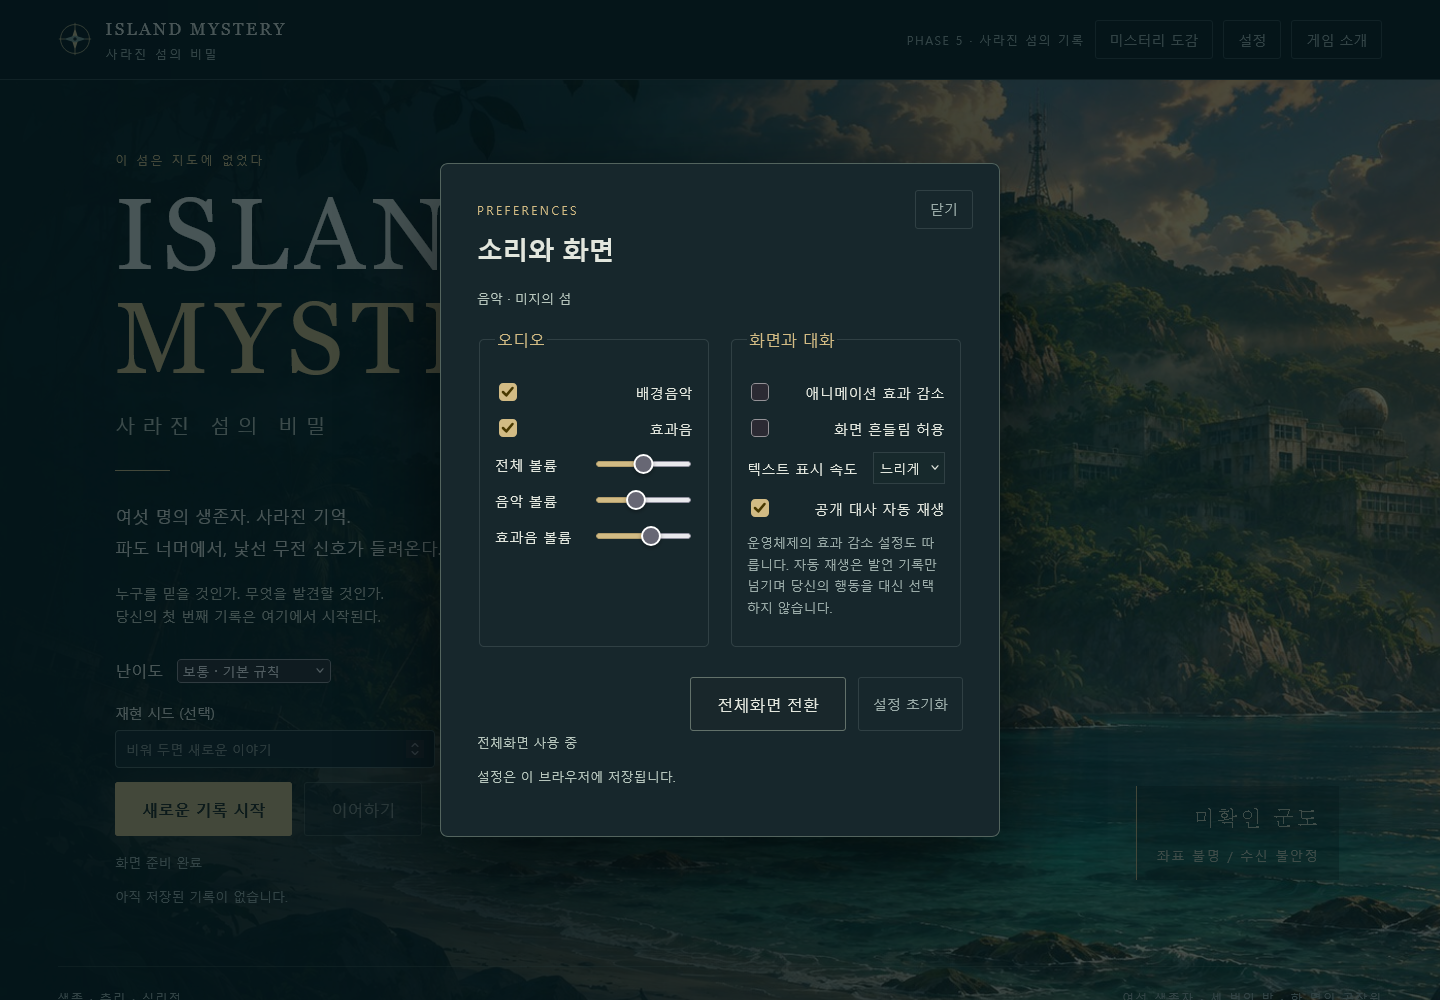 ISLAND MYSTERY
사라진 섬의 비밀
PHASE 5 · 사라진 섬의 기록
미스터리 도감
설정
게임 소개
이 섬은 지도에 없었다
ISLAN
MYST
사라진 섬의 비밀
여섯 명의 생존자. 사라진 기억.
파도 너머에서, 낯선 무전 신호가 들려온다.
누구를 믿을 것인가. 무엇을 발견할 것인가.
당신의 첫 번째 기록은 여기에서 시작된다.
난이도
보통 · 기본 규칙
재현 시드 (선택)
비워 두면 새로운 이야기
새로운 기록 시작
이어하기
화면 준비 완료
아직 저장된 기록이 없습니다.
PREFERENCES
닫기
소리와 화면
음악 · 미지의 섬
오디오
배경음악
효과음
전체 볼륨
음악 볼륨
효과음 볼륨
화면과 대화
애니메이션 효과 감소
화면 흔들림 허용
텍스트 표시 속도
느리게
공개 대사 자동 재생
운영체제의 효과 감소 설정도 따
릅니다. 자동 재생은 발언 기록만
넘기며 당신의 행동을 대신 선택
하지 않습니다.
전체화면 전환
설정 초기화
전체화면 사용 중
설정은 이 브라우저에 저장됩니다.
미확인 군도
좌표 불명 / 수신 불안정
생존 · 추리 · 심리전